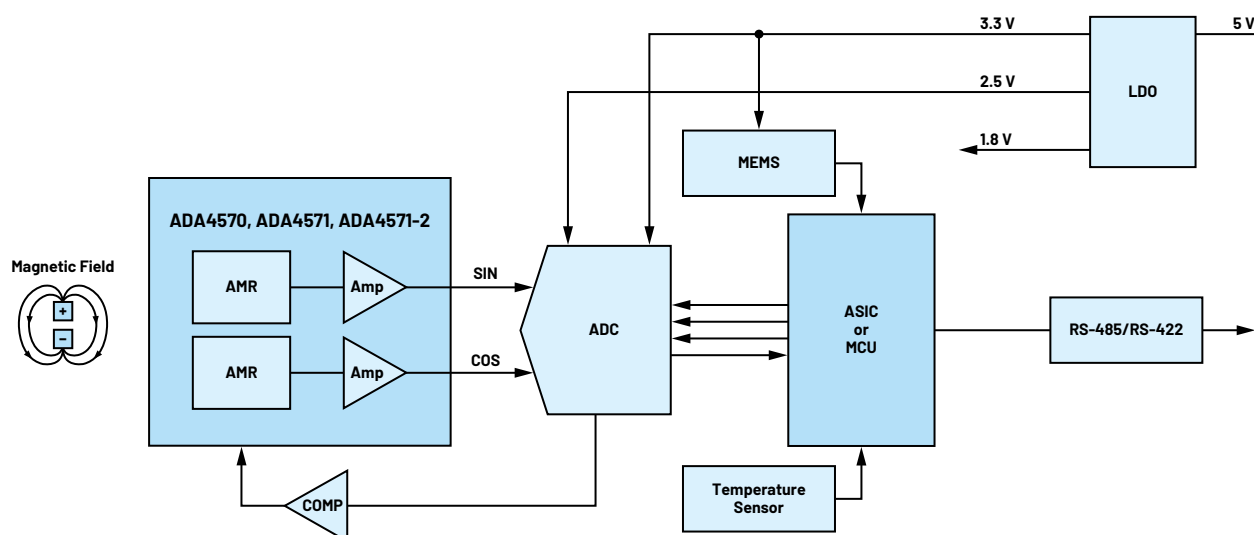 3.3 V
5 V
2.5 V
LDO
1.8 V
MEMS
ADA4570, ADA4571, ADA4571-2
Magnetic Field
+
−
AMR
Amp
SIN
AMR
Amp
COS
ADC
ASIC
or
MCU
RS-485/RS-422
COMP
Temperature
Sensor